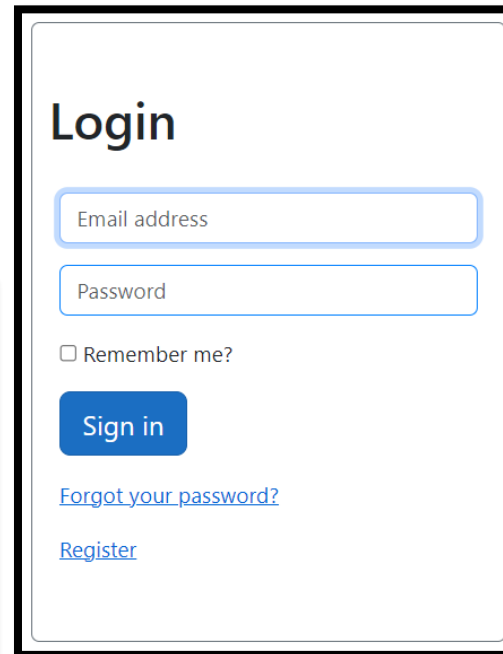 Login
Email address
Password
Remember me?
Sign in
Forgot your password?
Register